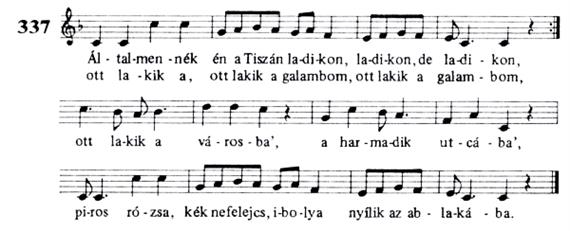 337
Ál - tal-men - nék én a Tiszán la-di-kon, la-di-kon, de la-di - kon,
ott la - kik a, ott lakik a galambom, ott lakik a galam - bom,
ott la-kik a vá - ros - ba', a har - ma-dik ut - cá - ba',
pi-ros ró - zsa, kék nefelejcs, i-bo-lya nyílik az ab - la-ká - ba.